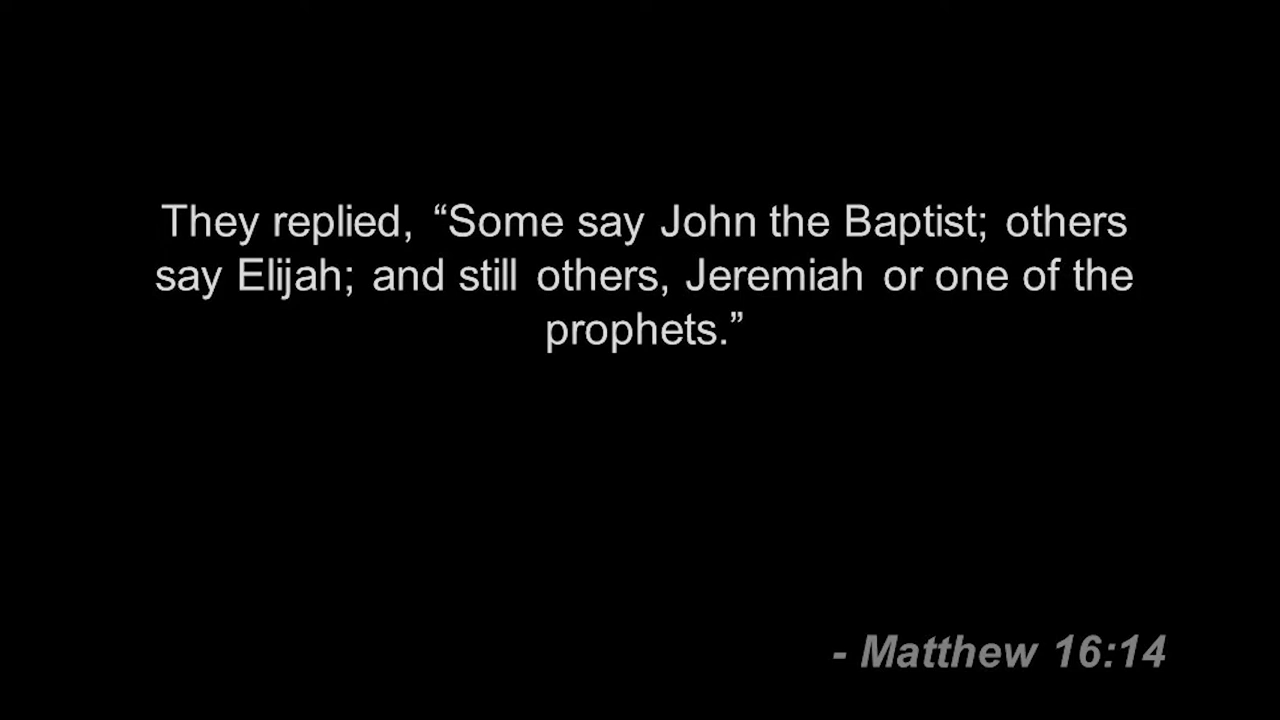 They replied, “Some say John the Baptist; others
say Elijah; and still others, Jeremiah or one of the
prophets.”
- Matthew 16:14